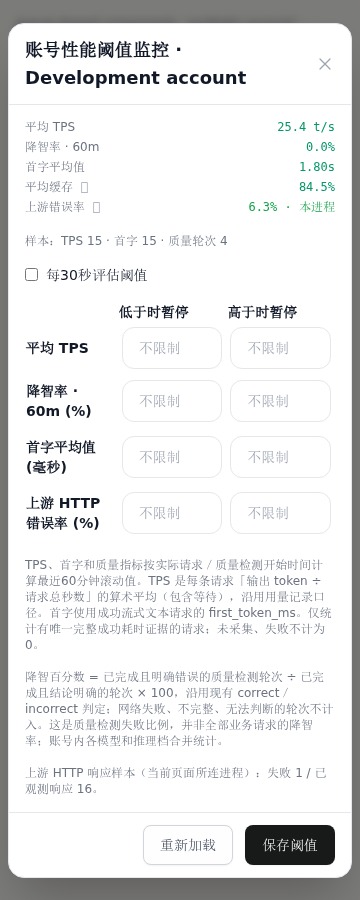 账号性能阈值监控 ·
Development account
平均 TPS 25.4 t/s
降智率 · 60m 0.0%
首字平均值 1.80s
平均缓存 84.5%
上游错误率 6.3% · 本进程
样本: TPS 15 · 首字 15 · 质量轮次 4
每30秒评估阈值
低于时暂停 高于时暂停
平均 TPS 不限制 不限制
降智率 ·
60m (%) 不限制 不限制
首字平均值
(毫秒) 不限制 不限制
上游 HTTP
错误率 (%) 不限制 不限制
TPS、首字和质量指标按实际请求 / 质量检测开始时间计
算最近60分钟滚动值。TPS 是每条请求「输出 token ÷
请求总秒数」的算术平均（包含等待），沿用用量记录口
径。首字使用成功流式文本请求的 first_token_ms。仅统
计有唯一完整成功耗时证据的请求；未采集、失败不计为
0。
降智百分数 = 已完成且明确错误的质量检测轮次 ÷ 已完
成且结论明确的轮次 × 100，沿用现有 correct /
incorrect 判定；网络失败、不完整、无法判断的轮次不计
入。这是质量检测失败比例，并非全部业务请求的降智
率；账号内各模型和推理档合并统计。
上游 HTTP 响应样本（当前页面所连进程）：失败 1 / 已
观测响应 16。
重新加载 保存阈值